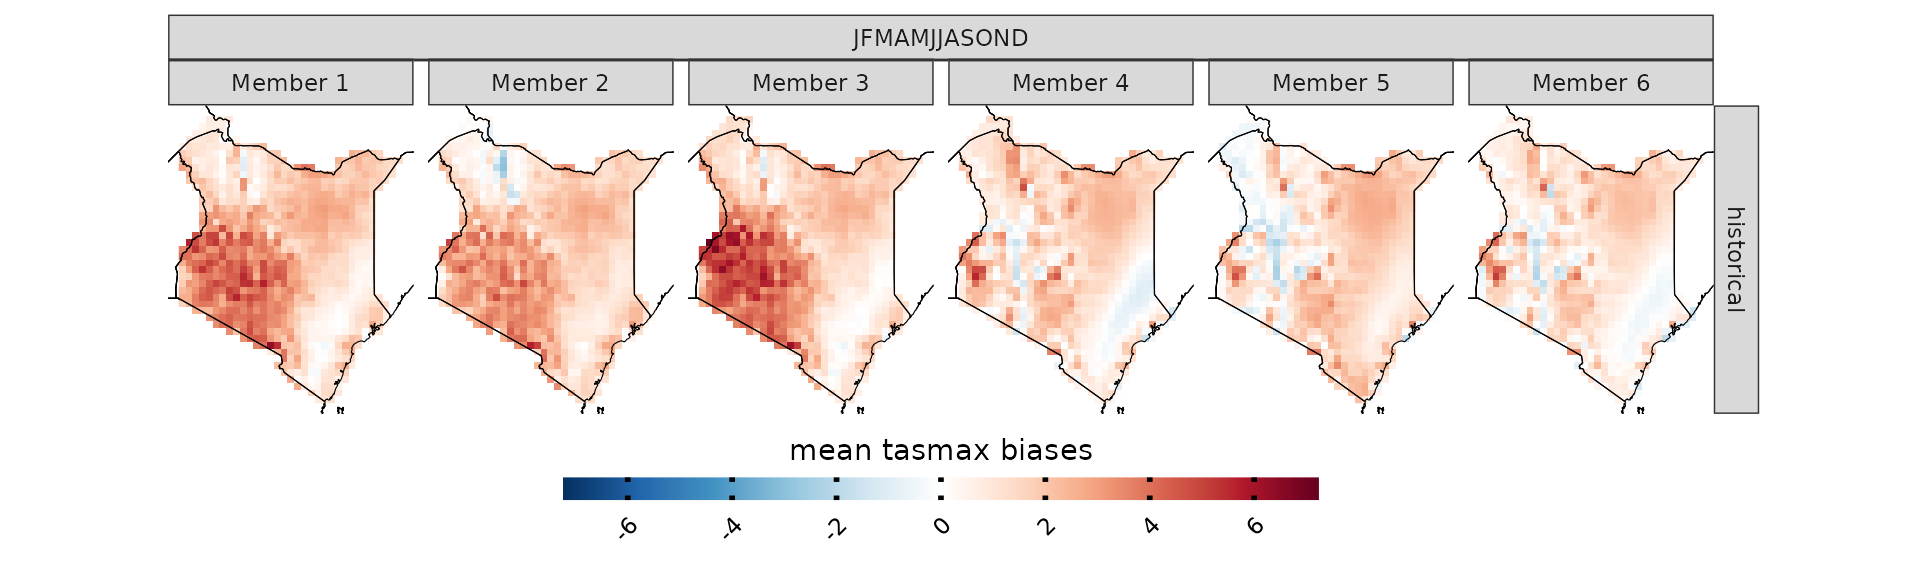 JFMAMJJASOND
Member 1
Member 2
Member 3
Member 4
Member 5
Member 6
historical
mean tasmax biases
-6
-4
-2
0
2
4
6